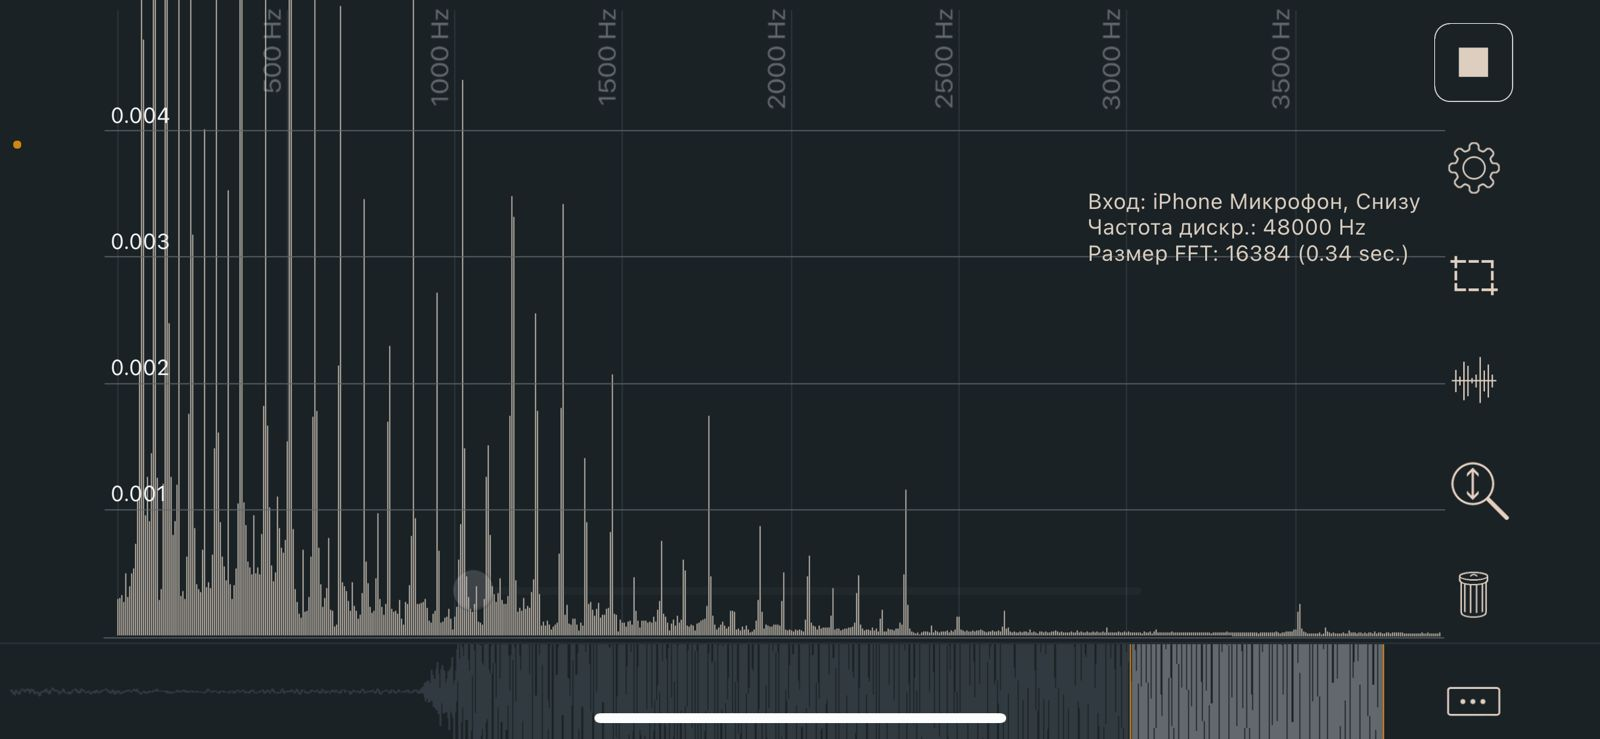 500 Hz
1000 Hz
1500 Hz
2000 Hz
2500 Hz
3000 Hz
3500 Hz
0.004
0.003
0.002
0.001
Вход: iPhone Микрофон, Снизу
Частота дискр.: 48000 Hz
Размер FFT: 16384 (0.34 sec.)